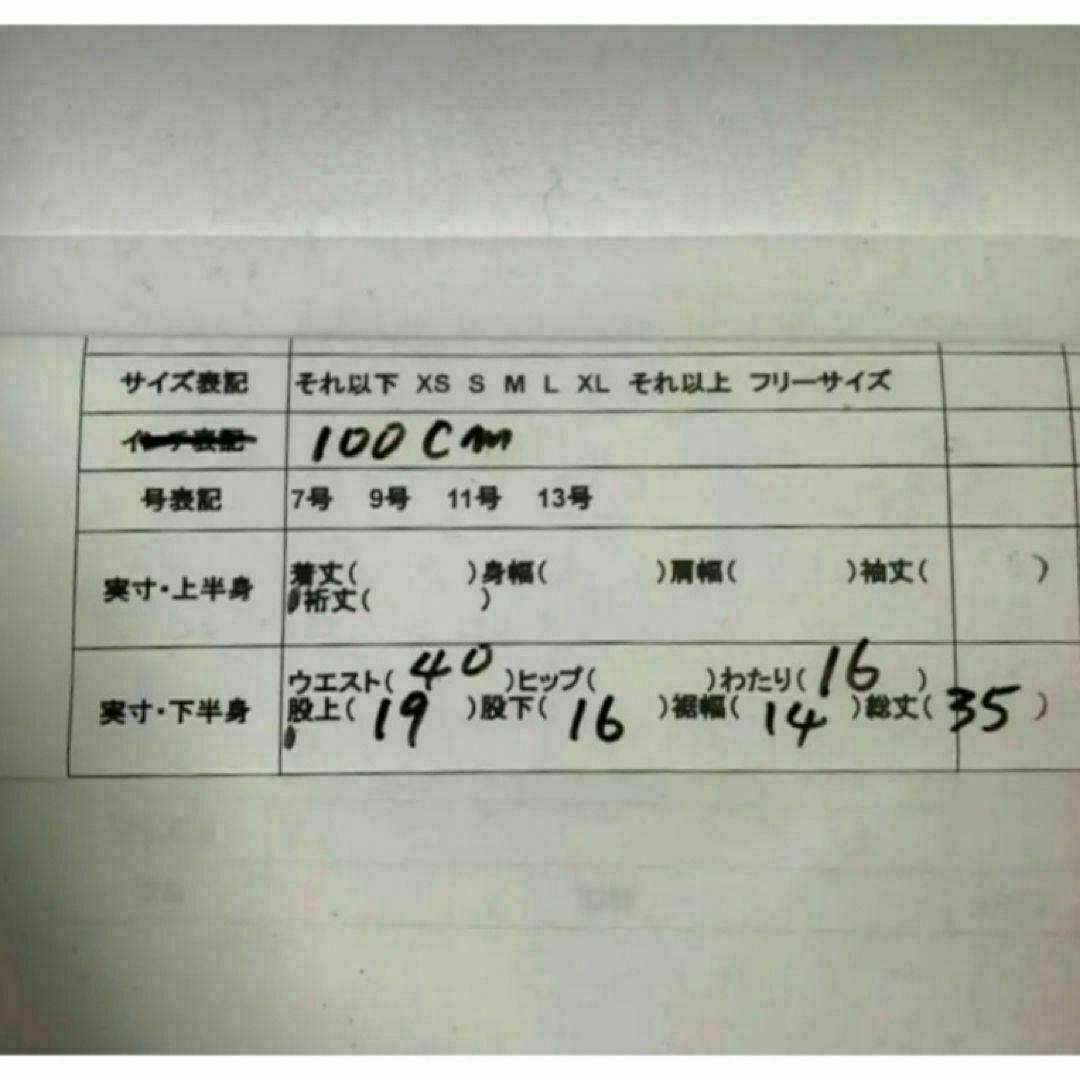 サイズ表記 それ以下 XS S M L XL それ以上 フリーサイズ
インチ表記 100cm
号表記 7号 9号 11号 13号
実寸・上半身 着丈( )身幅( )肩幅( )袖丈( )
裄丈( )
実寸・下半身 ウエスト( 40 )ヒップ( )わたり( 16 )
股上( 19 )股下( 16 )裾幅( 14 )総丈( 35 )